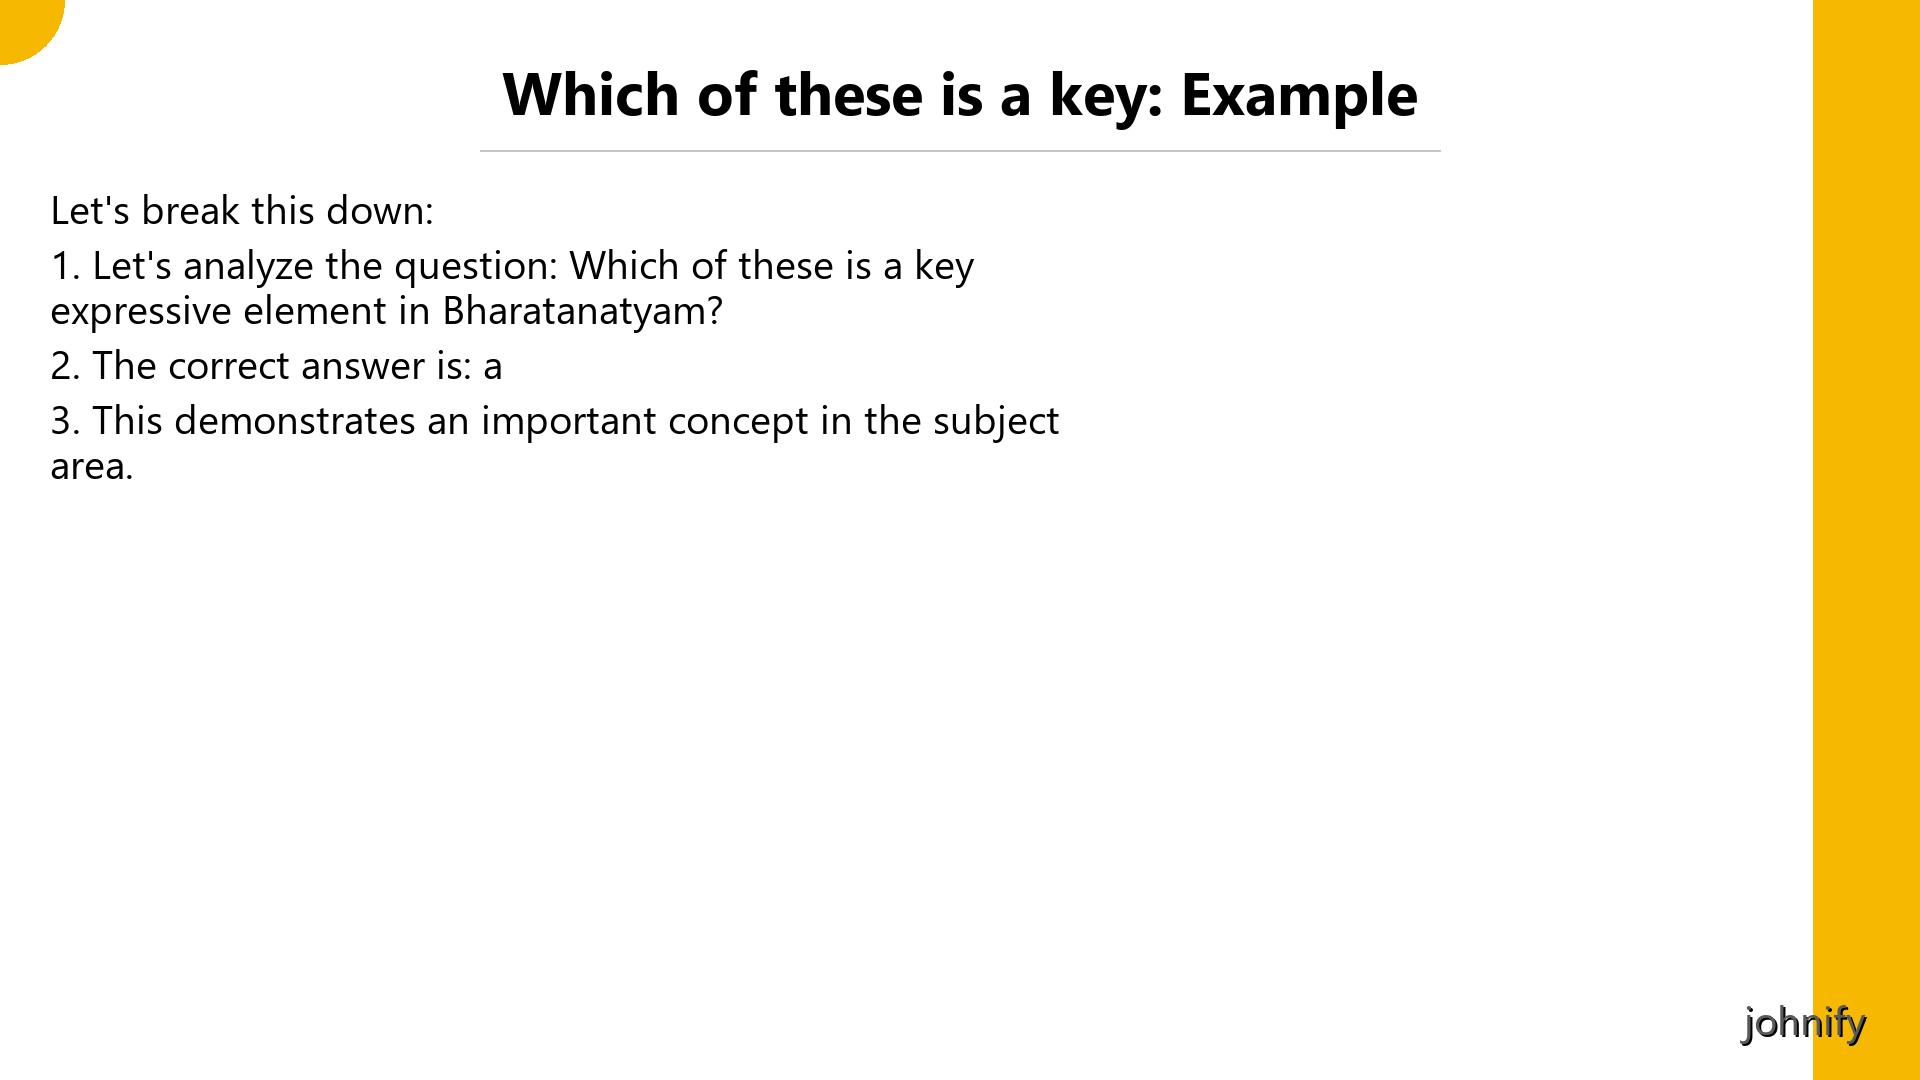 Which of these is a key: Example
Let's break this down:
1. Let's analyze the question: Which of these is a key
expressive element in Bharatanatyam?
2. The correct answer is: a
3. This demonstrates an important concept in the subject
area.
johnify